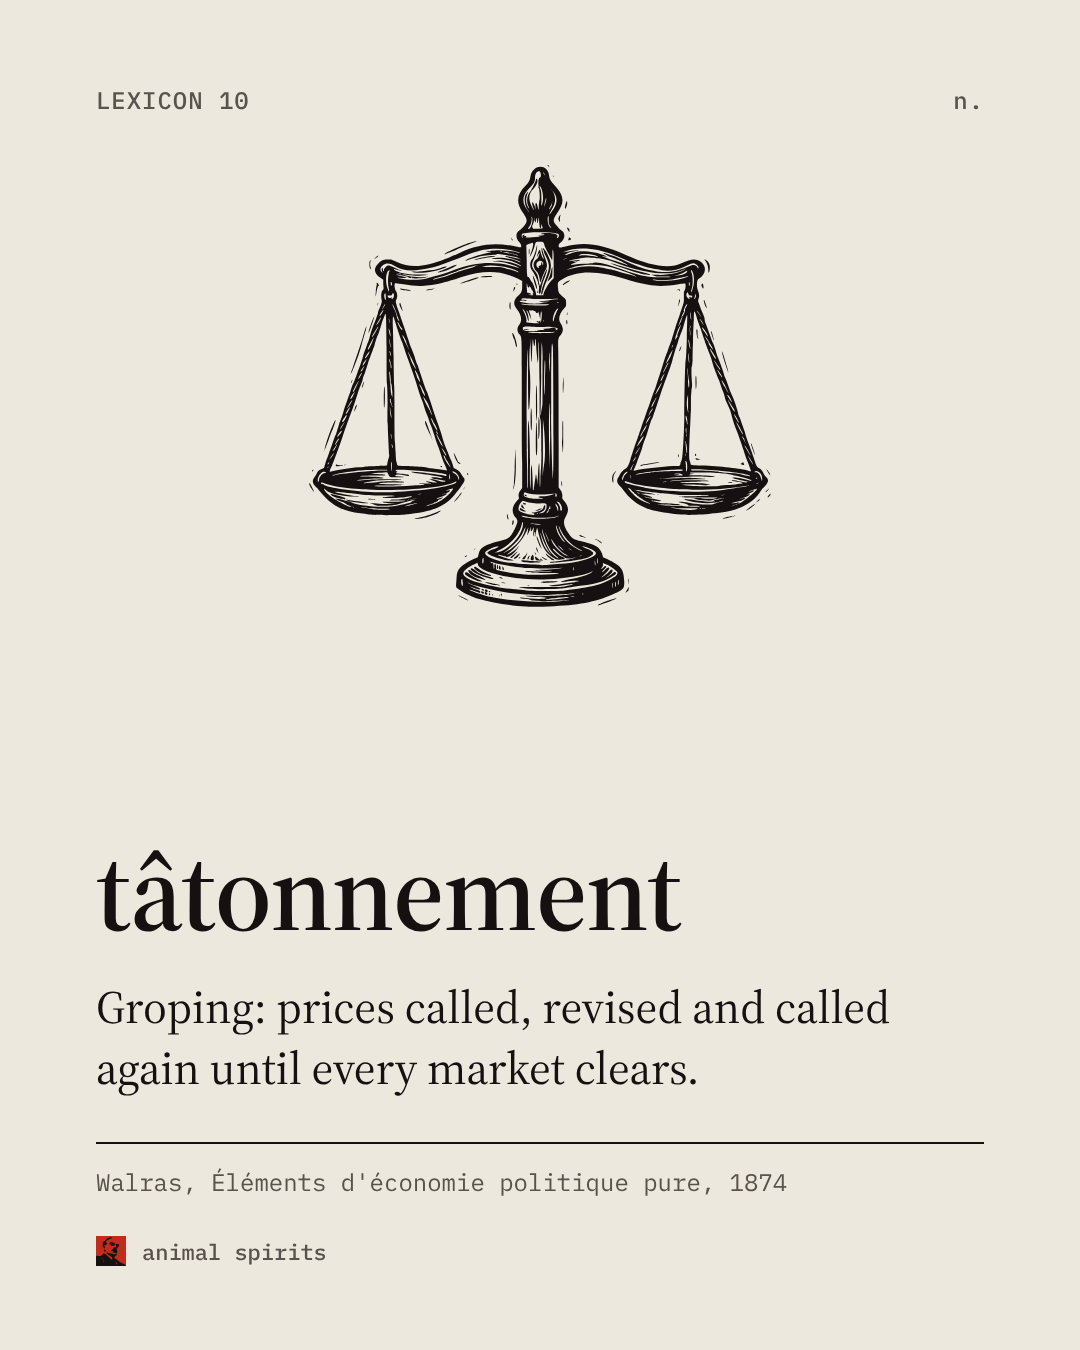 LEXICON 10
n.
tâtonnement
Groping: prices called, revised and called
again until every market clears.
Walras, Éléments d'économie politique pure, 1874
animal spirits